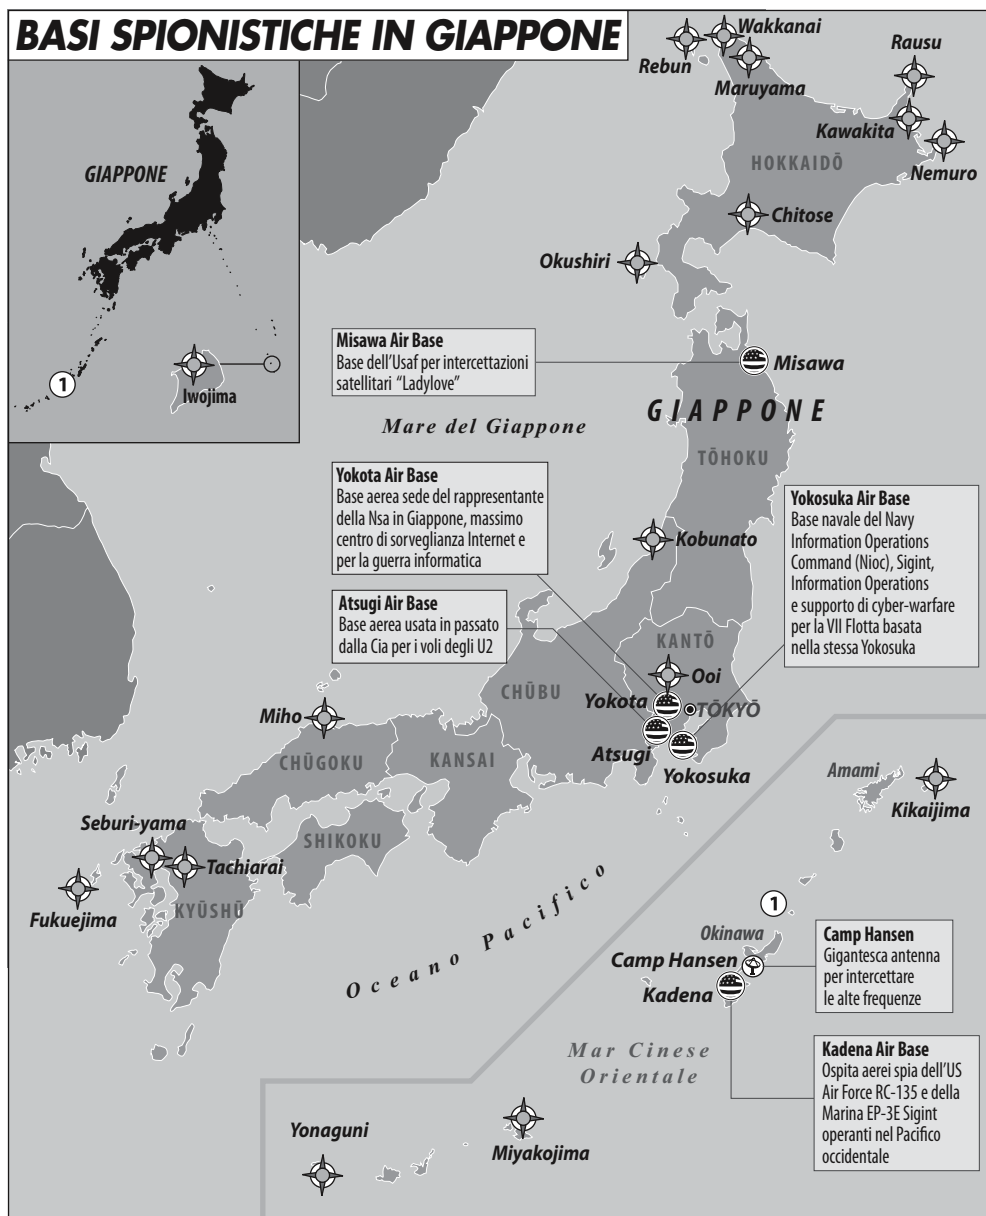 BASI SPIONISTICHE IN GIAPPONE
GIAPPONE
1
Iwojima
Wakkanai
Rebun
Maruyama
Rausu
Kawakita
Nemuro
HOKKAIDŌ
Chitose
Okushiri
Misawa Air Base
Base dell'Usaf per intercettazioni
satellitari “Ladylove”
Misawa
GIAPPONE
Mare del Giappone
TŌHOKU
Yokota Air Base
Base aerea sede del rappresentante
della Nsa in Giappone, massimo
centro di sorveglianza Internet e
per la guerra informatica
Yokosuka Air Base
Base navale del Navy
Information Operations
Command (Nioc), Sigint,
Information Operations
e supporto di cyber-warfare
per la VII Flotta basata
nella stessa Yokosuka
Kobunato
Atsugi Air Base
Base aerea usata in passato
dalla Cia per i voli degli U2
KANTŌ
Ooi
CHŪBU
Yokota
TŌKYŌ
Miho
Atsugi
Yokosuka
CHŪGOKU
KANSAI
Amami
Kikaijima
Seburi-yama
SHIKOKU
Tachiarai
Fukuejima
KYŪSHŪ
Oceano Pacifico
1
Okinawa
Camp Hansen
Kadena
Camp Hansen
Gigantesca antenna
per intercettare
le alte frequenze
Mar Cinese
Orientale
Kadena Air Base
Ospita aerei spia dell'US
Air Force RC-135 e della
Marina EP-3E Sigint
operanti nel Pacifico
occidentale
Yonaguni
Miyakojima